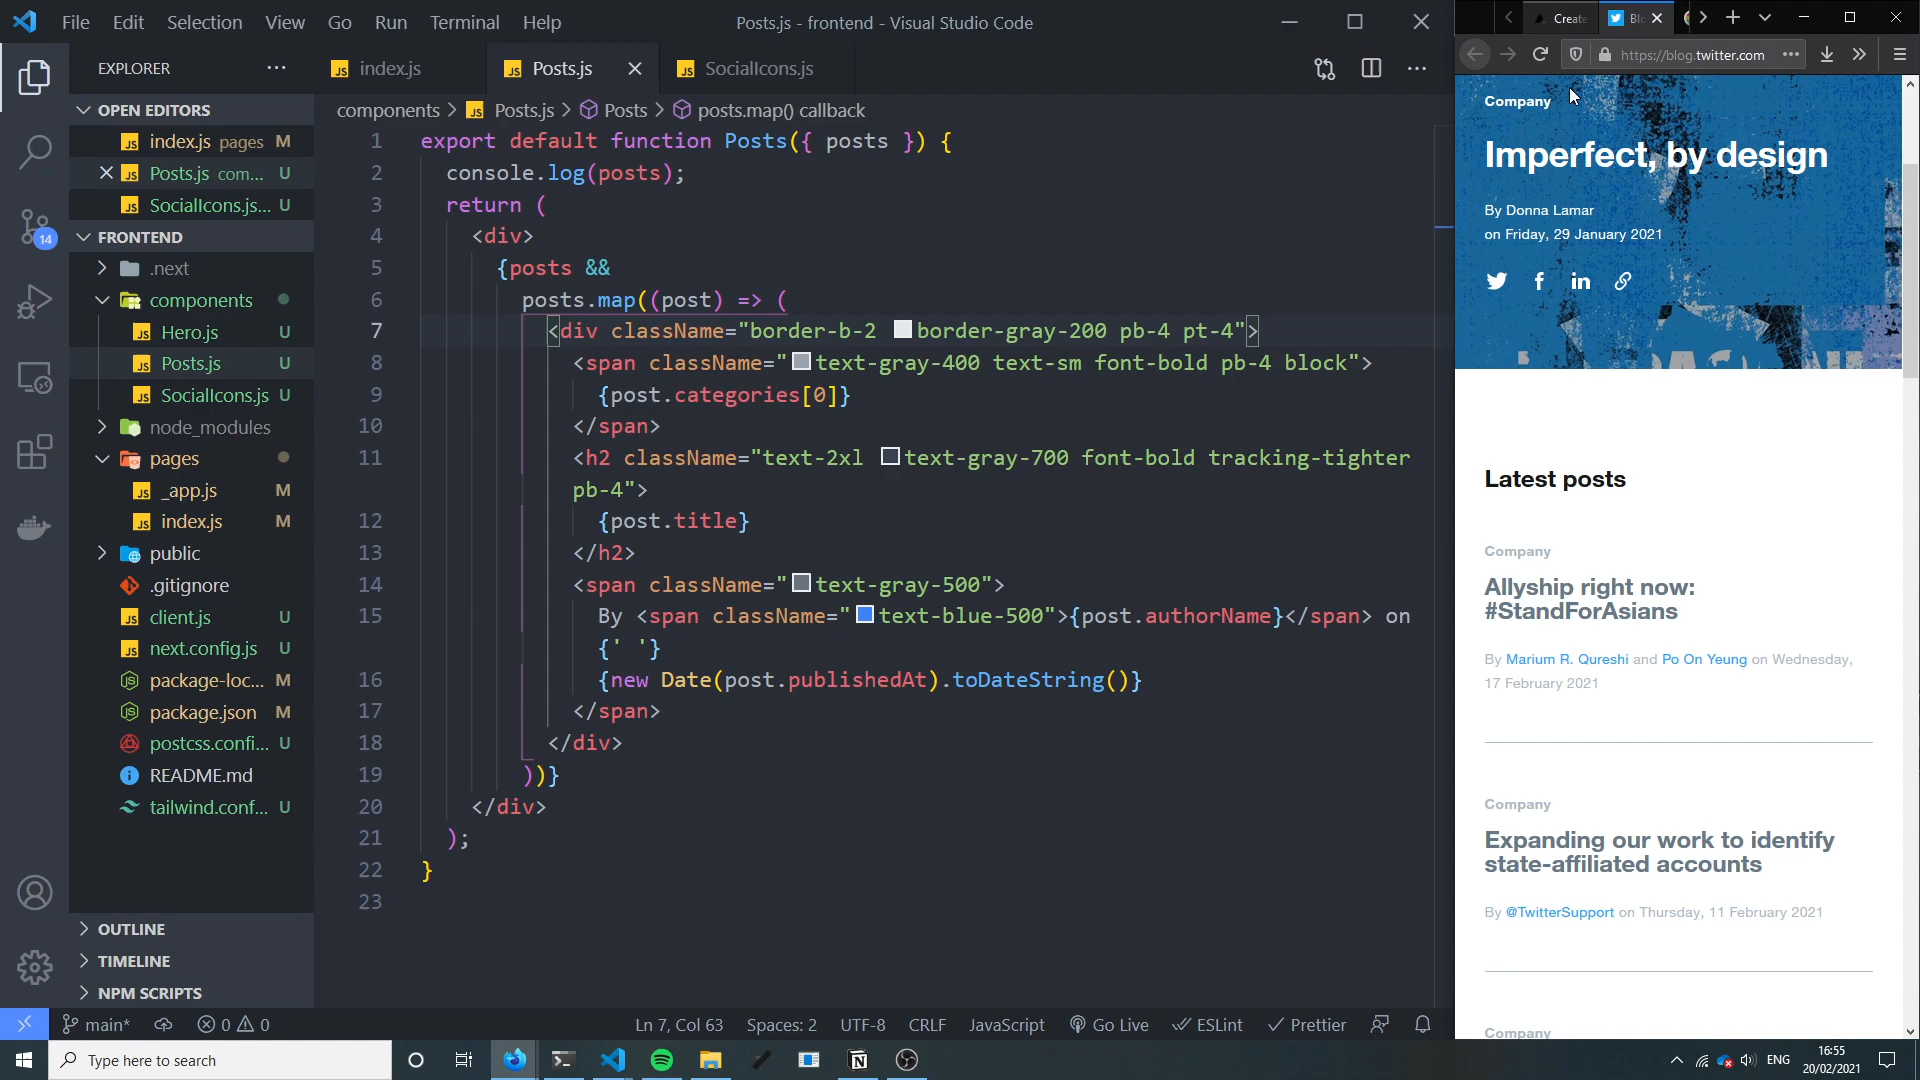 File Edit Selection View Go Run Terminal Help
Posts.js - frontend - Visual Studio Code
EXPLORER
OPEN EDITORS
index.js pages M
Posts.js com... U
SocialIcons.js... U
FRONTEND
.next
components
Hero.js U
Posts.js U
SocialIcons.js U
node_modules
pages
_app.js M
index.js M
public
.gitignore
client.js U
next.config.js U
package-loc... M
package.json M
postcss.confi... U
README.md
tailwind.conf... U
OUTLINE
TIMELINE
NPM SCRIPTS
14
index.js
Posts.js
SocialIcons.js
components > Posts.js > Posts > posts.map() callback
1 export default function Posts({ posts }) {
2 console.log(posts);
3 return (
4 <div>
5 {posts &&
6 posts.map((post) => (
7 <div className="border-b-2 border-gray-200 pb-4 pt-4">
8 <span className="text-gray-400 text-sm font-bold pb-4 block">
9 {post.categories[0]}
10 </span>
11 <h2 className="text-2xl text-gray-700 font-bold tracking-tighter
pb-4">
12 {post.title}
13 </h2>
14 <span className="text-gray-500">
15 By <span className="text-blue-500">{post.authorName}</span> on
{' '}
16 {new Date(post.publishedAt).toDateString()}
17 </span>
18 </div>
19 ))}
20 </div>
21 );
22 }
23
main* 0 0
Ln 7, Col 63 Spaces: 2 UTF-8 CRLF JavaScript Go Live ESLint Prettier
Create
Blo
https://blog.twitter.com
Company
Imperfect, by design
By Donna Lamar
on Friday, 29 January 2021
Latest posts
Company
Allyship right now:
#StandForAsians
By Marium R. Qureshi and Po On Yeung on Wednesday,
17 February 2021
Company
Expanding our work to identify
state-affiliated accounts
By @TwitterSupport on Thursday, 11 February 2021
Company
Type here to search
ENG
16:55
20/02/2021